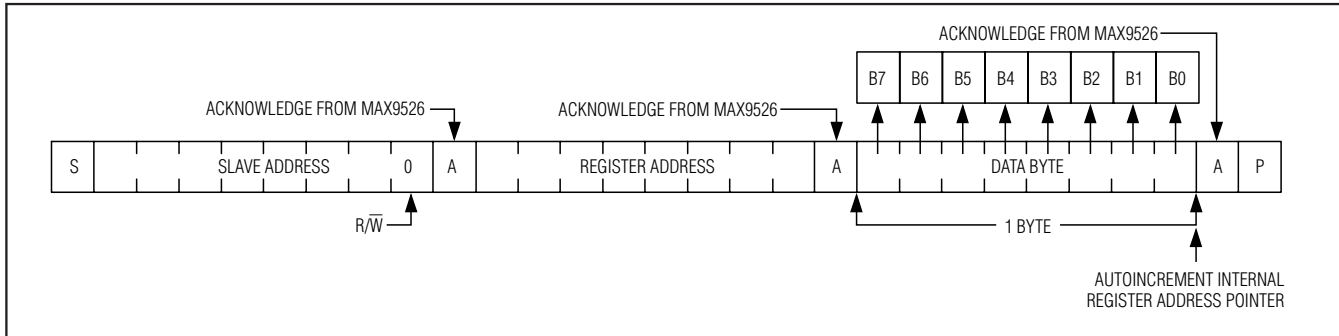 ACKNOWLEDGE FROM MAX9526
B7 B6 B5 B4 B3 B2 B1 B0
ACKNOWLEDGE FROM MAX9526 ACKNOWLEDGE FROM MAX9526
S SLAVE ADDRESS 0 A REGISTER ADDRESS A DATA BYTE A P
R/W̅ 1 BYTE
AUTOINCREMENT INTERNAL
REGISTER ADDRESS POINTER